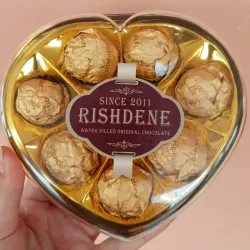 SINCE 2011
RISHDENE
WAFER FILLED ORIGINAL CHOCOLATE